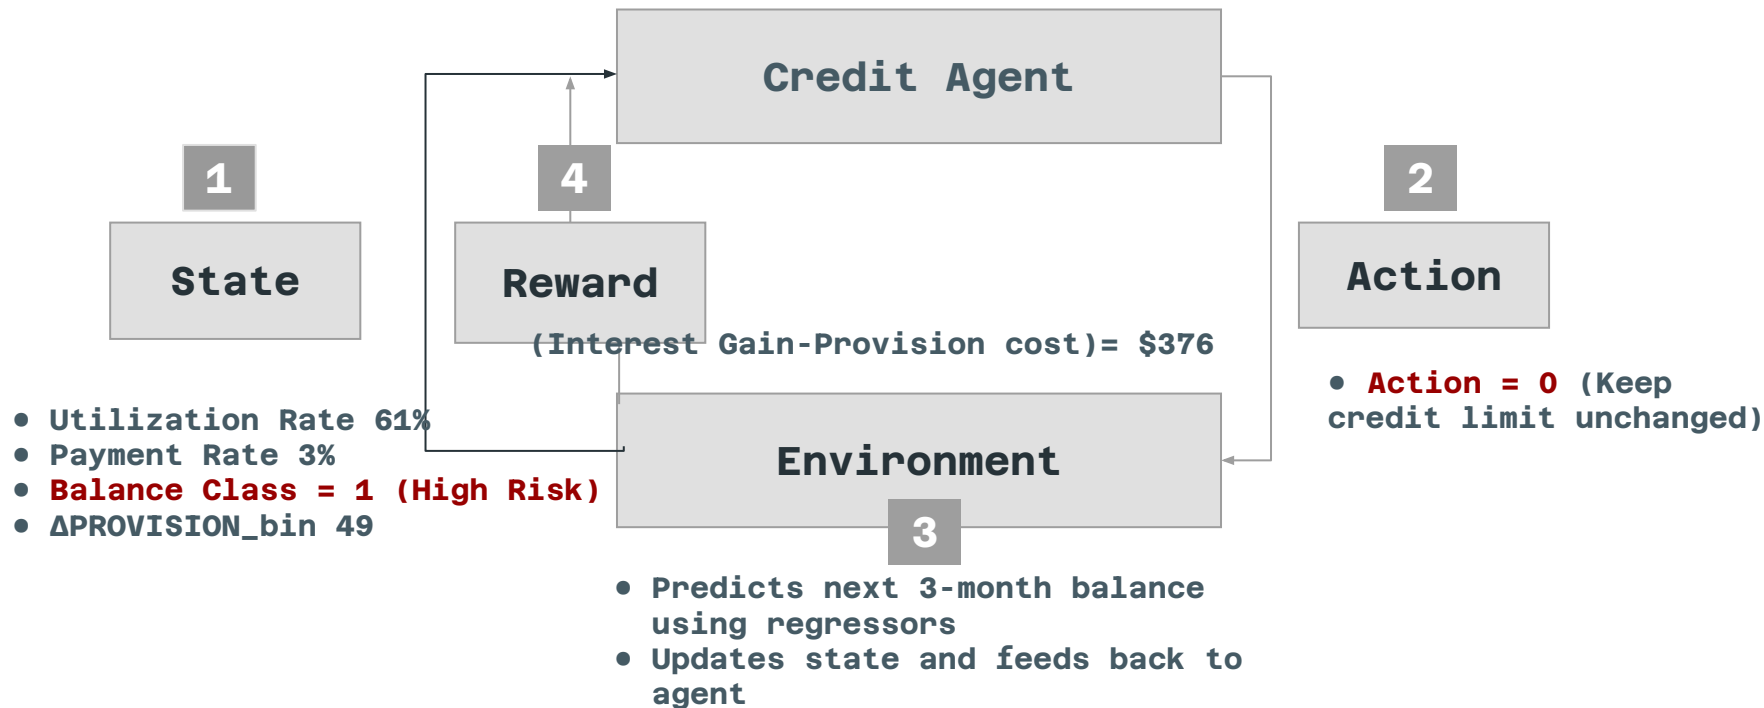 Credit Agent
1
State
• Utilization Rate 61%
• Payment Rate 3%
• Balance Class = 1 (High Risk)
• ΔPROVISION_bin 49
4
Reward
(Interest Gain-Provision cost)= $376
2
Action
• Action = 0 (Keep
credit limit unchanged)
Environment
3
• Predicts next 3-month balance
using regressors
• Updates state and feeds back to
agent